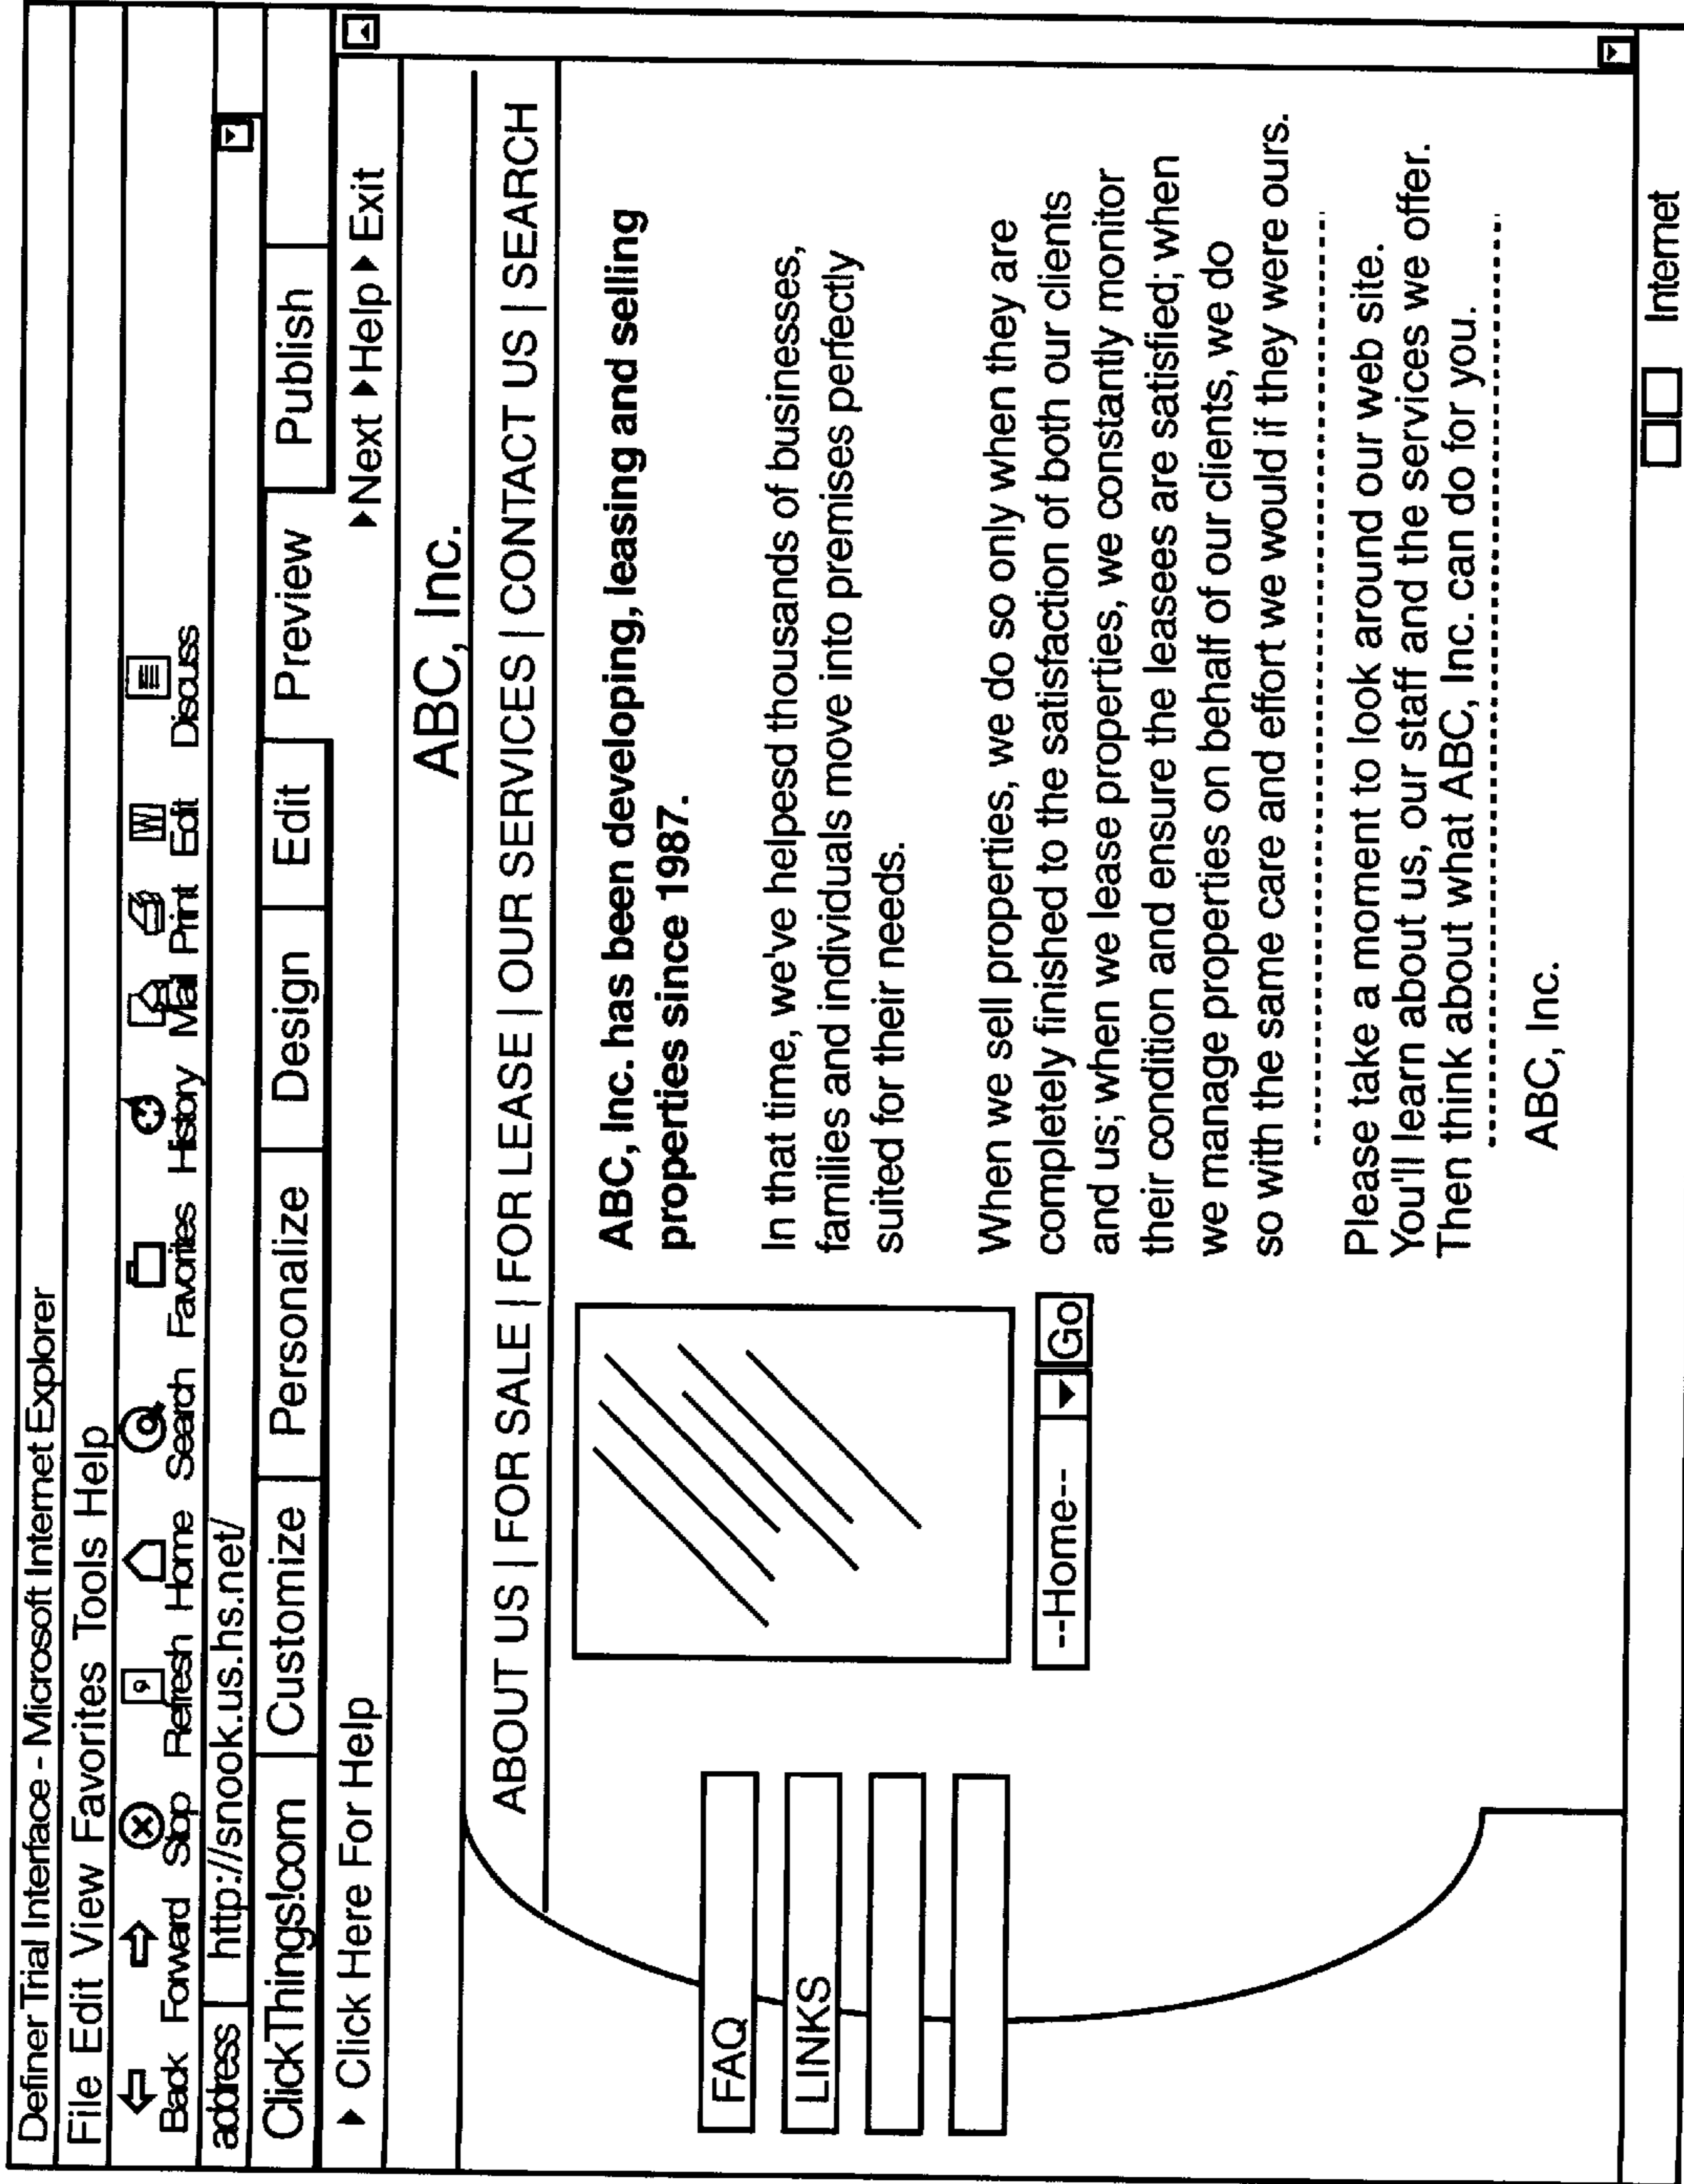 Definer Trial Interface - Microsoft Internet Explorer
File Edit View Favorites Tools Help
Back Forward Stop Refresh Home Search Favorites History Mail Print Edit Discuss
address http://snook.us.hs.net/
ClickThings!com Customize Personalize Design Edit Preview Publish
Click Here For Help Next Help Exit
ABC, Inc.
ABOUT US | FOR SALE | FOR LEASE | OUR SERVICES | CONTACT US | SEARCH
FAQ
LINKS
--Home-- Go
ABC, Inc. has been developing, leasing and selling
properties since 1987.
In that time, we've helpesd thousands of businesses,
families and individuals move into premises perfectly
suited for their needs.
When we sell properties, we do so only when they are
completely finished to the satisfaction of both our clients
and us; when we lease properties, we constantly monitor
their condition and ensure the leasees are satisfied; when
we manage properties on behalf of our clients, we do
so with the same care and effort we would if they were ours.
Please take a moment to look around our web site.
You'll learn about us, our staff and the services we offer.
Then think about what ABC, Inc. can do for you.
ABC, Inc.
Internet